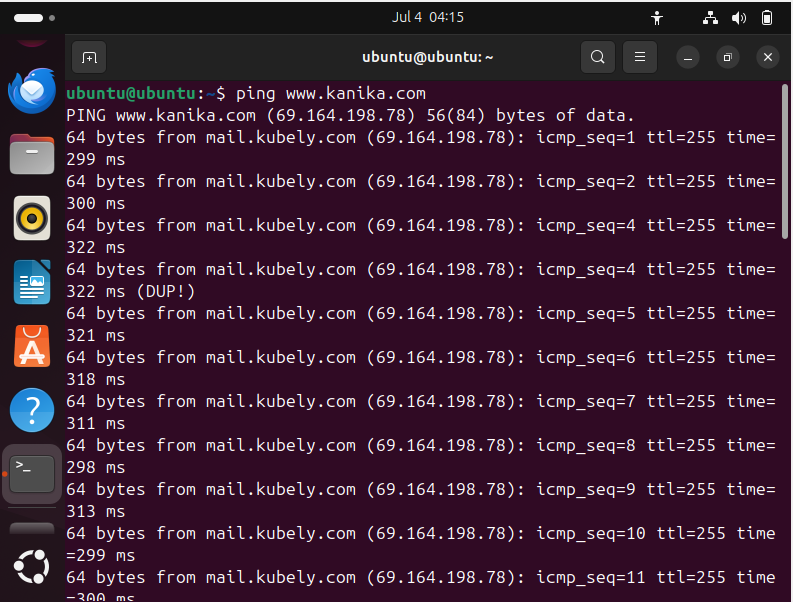 Jul 4 04:15
ubuntu@ubuntu: ~
ubuntu@ubuntu:~$ ping www.kanika.com
PING www.kanika.com (69.164.198.78) 56(84) bytes of data.
64 bytes from mail.kubely.com (69.164.198.78): icmp_seq=1 ttl=255 time=
299 ms
64 bytes from mail.kubely.com (69.164.198.78): icmp_seq=2 ttl=255 time=
300 ms
64 bytes from mail.kubely.com (69.164.198.78): icmp_seq=4 ttl=255 time=
322 ms
64 bytes from mail.kubely.com (69.164.198.78): icmp_seq=4 ttl=255 time=
322 ms (DUP!)
64 bytes from mail.kubely.com (69.164.198.78): icmp_seq=5 ttl=255 time=
321 ms
64 bytes from mail.kubely.com (69.164.198.78): icmp_seq=6 ttl=255 time=
318 ms
64 bytes from mail.kubely.com (69.164.198.78): icmp_seq=7 ttl=255 time=
311 ms
64 bytes from mail.kubely.com (69.164.198.78): icmp_seq=8 ttl=255 time=
298 ms
64 bytes from mail.kubely.com (69.164.198.78): icmp_seq=9 ttl=255 time=
313 ms
64 bytes from mail.kubely.com (69.164.198.78): icmp_seq=10 ttl=255 time
=299 ms
64 bytes from mail.kubely.com (69.164.198.78): icmp_seq=11 ttl=255 time
=300 ms